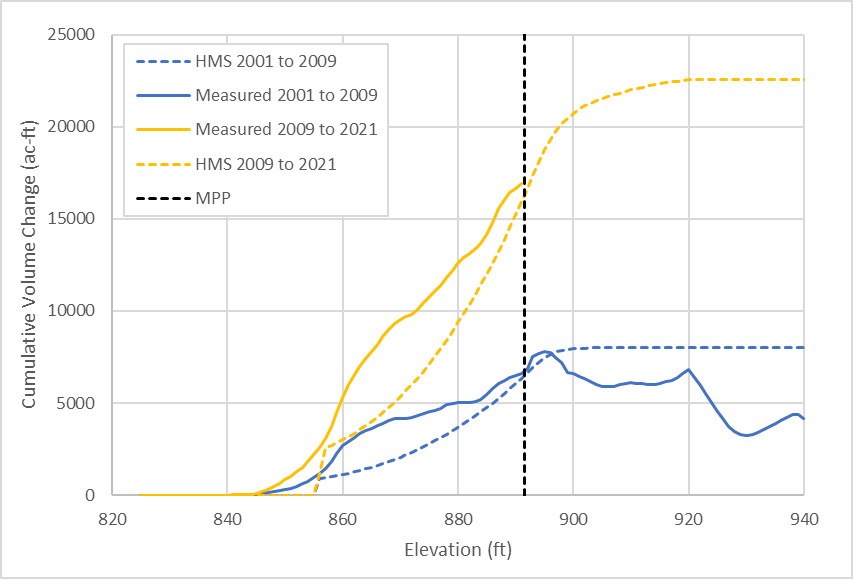 25000
20000
15000
10000
5000
0
Cumulative Volume Change (ac-ft)
HMS 2001 to 2009
Measured 2001 to 2009
Measured 2009 to 2021
HMS 2009 to 2021
MPP
820 840 860 880 900 920 940
Elevation (ft)